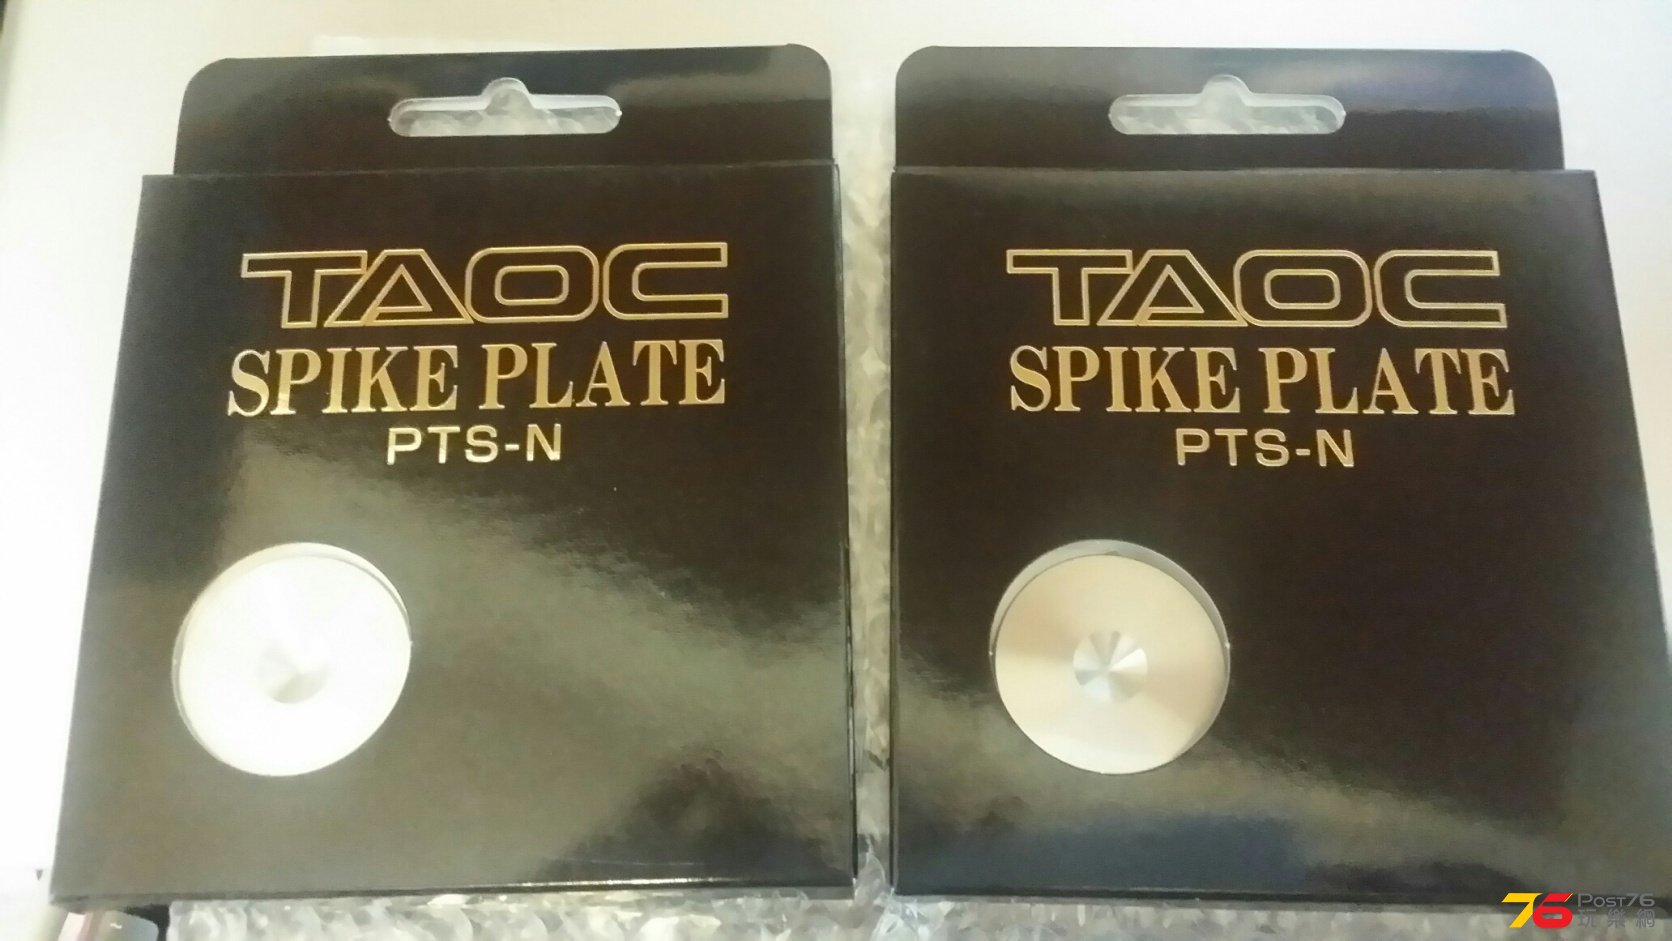 TAOC
SPIKE PLATE
PTS-N
TAOC
SPIKE PLATE
PTS-N
76 Post76
玩樂網